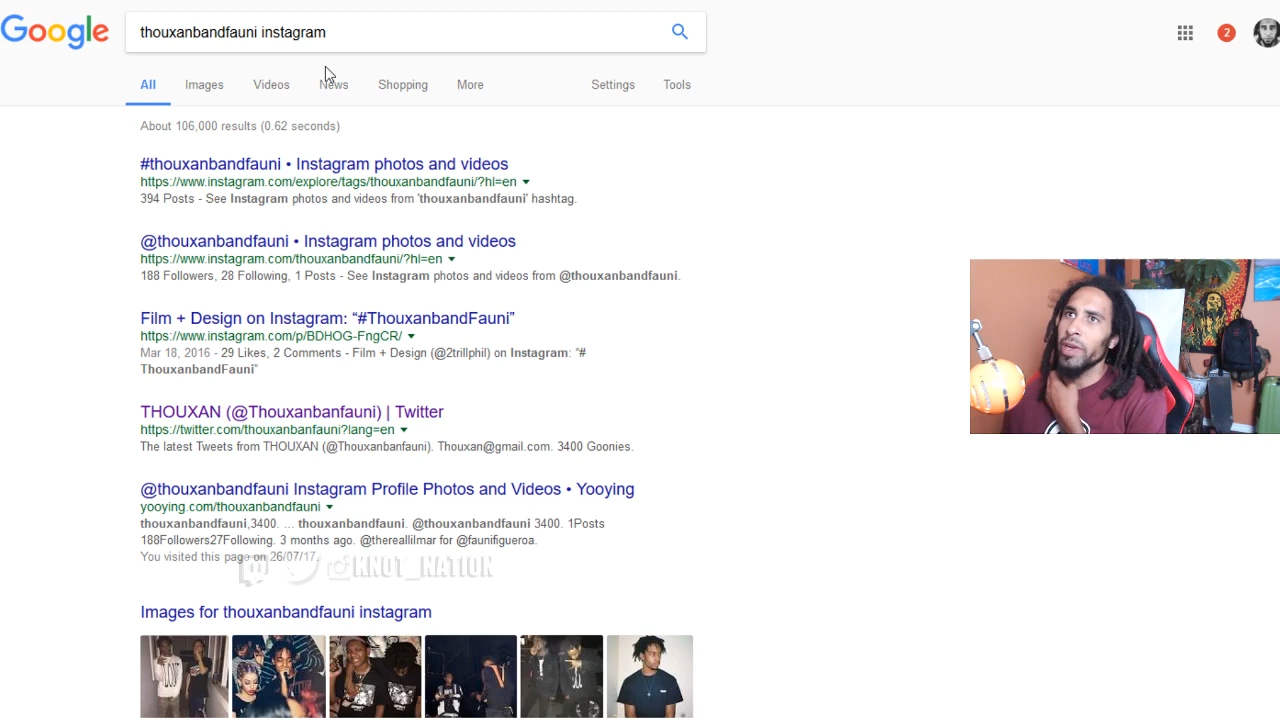 Google
thouxanbandfauni instagram
2
All Images Videos News Shopping More Settings Tools
About 106,000 results (0.62 seconds)
#thouxanbandfauni • Instagram photos and videos
https://www.instagram.com/explore/tags/thouxanbandfauni/?hl=en
394 Posts - See Instagram photos and videos from 'thouxanbandfauni' hashtag.
@thouxanbandfauni • Instagram photos and videos
https://www.instagram.com/thouxanbandfauni/?hl=en
188 Followers, 28 Following, 1 Posts - See Instagram photos and videos from @thouxanbandfauni.
Film + Design on Instagram: “#ThouxanbandFauni”
https://www.instagram.com/p/BDHOG-FngCR/
Mar 18, 2016 - 29 Likes, 2 Comments - Film + Design (@2trillphil) on Instagram: “#
ThouxanbandFauni”
THOUXAN (@Thouxanbanfauni) | Twitter
https://twitter.com/thouxanbanfauni?lang=en
The latest Tweets from THOUXAN (@Thouxanbanfauni). Thouxan@gmail.com. 3400 Goonies.
@thouxanbandfauni Instagram Profile Photos and Videos • Yooying
yooying.com/thouxanbandfauni
thouxanbandfauni,3400. ... thouxanbandfauni. @thouxanbandfauni 3400. 1Posts
188Followers27Following. 3 months ago. @thereallilmar for @faunifigueroa.
You visited this page on 26/07/17.
KNOT_NATION
Images for thouxanbandfauni instagram